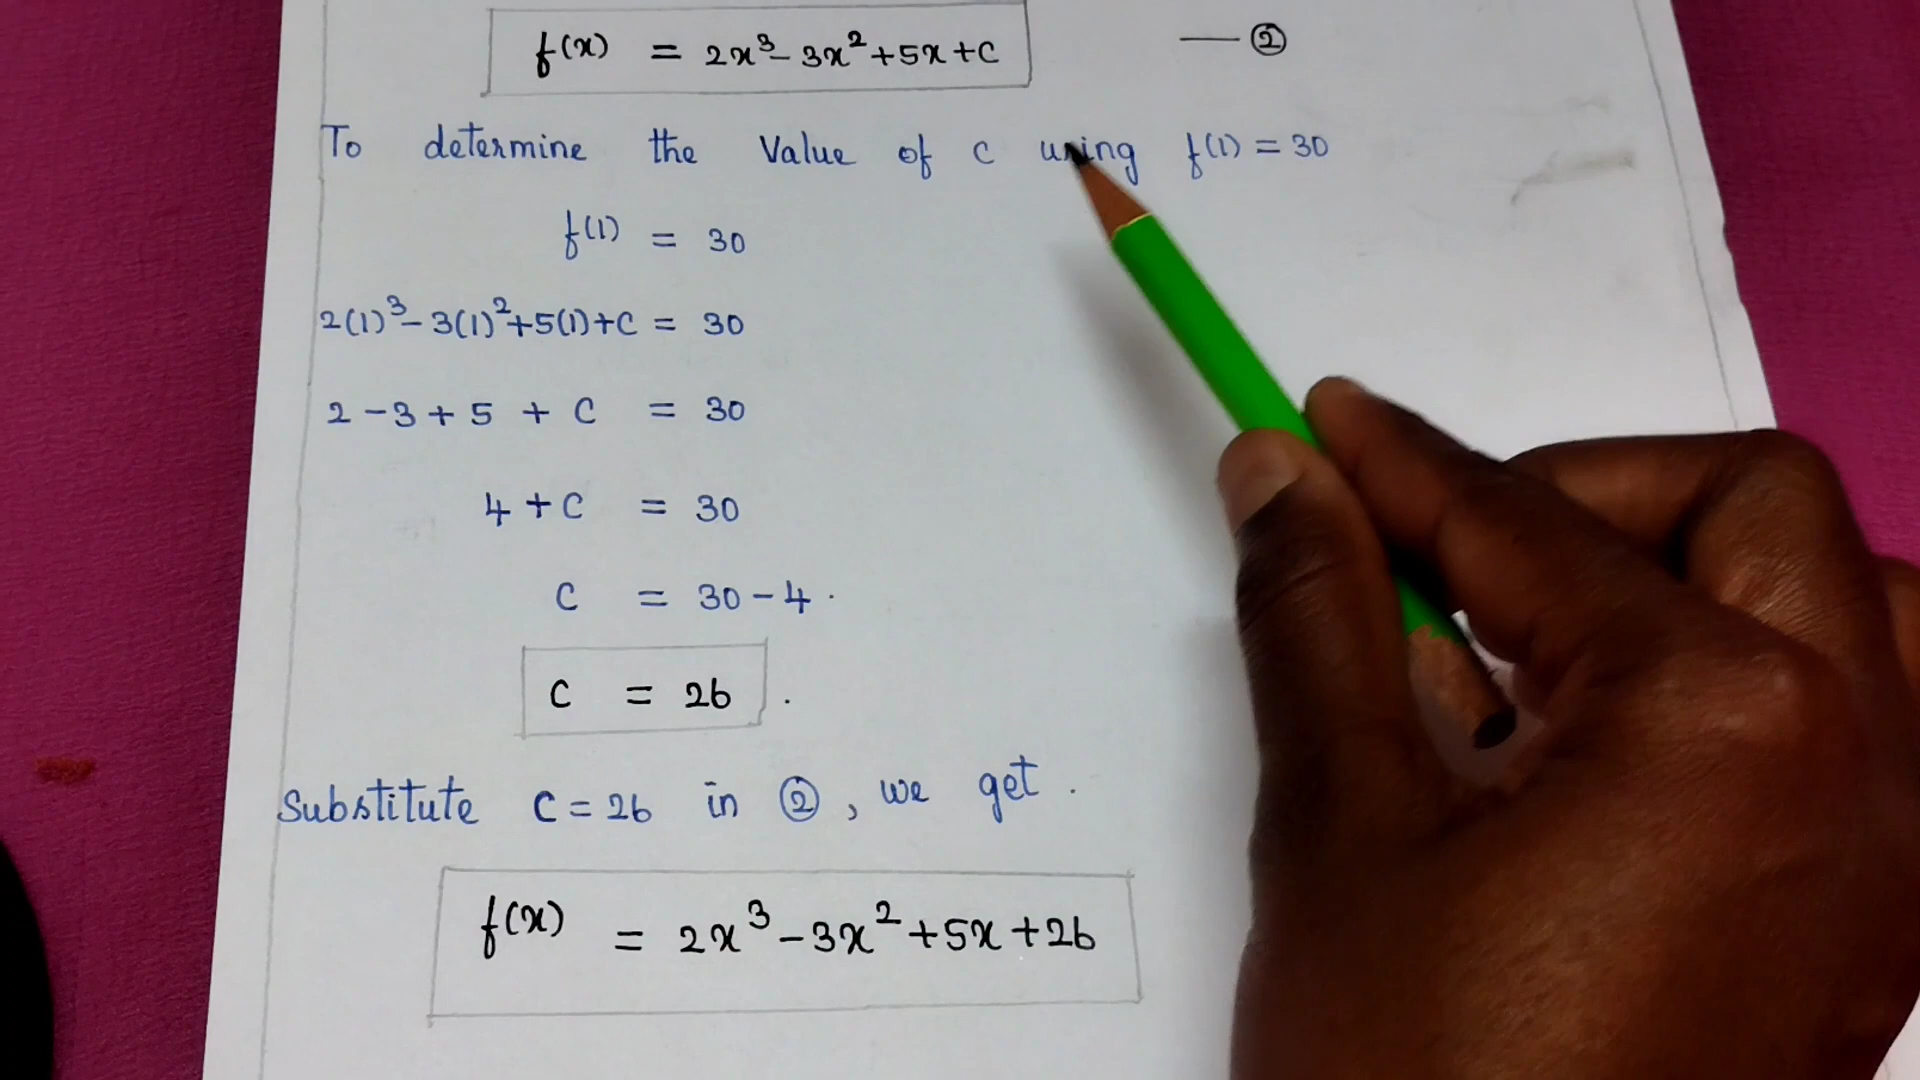 f(x) = 2x³ - 3x² + 5x + C — ②
To determine the Value of C using f(1) = 30
f(1) = 30
2(1)³ - 3(1)² + 5(1) + C = 30
2 - 3 + 5 + C = 30
4 + C = 30
C = 30 - 4 .
C = 26 .
Substitute C = 26 in ② , we get .
f(x) = 2x³ - 3x² + 5x + 26